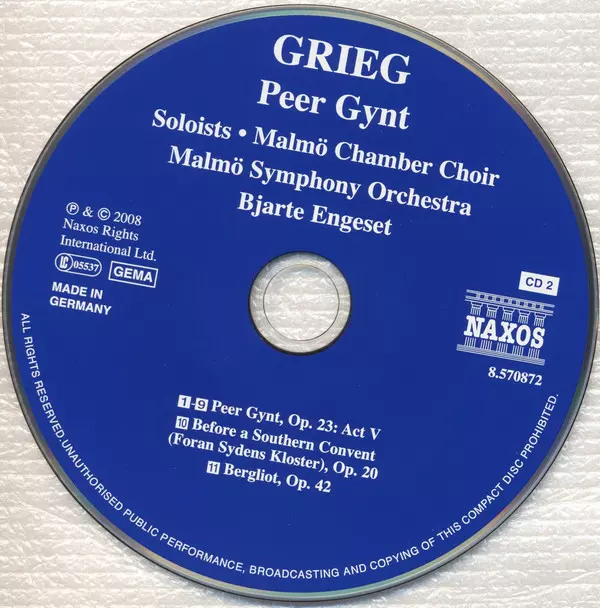 GRIEG
Peer Gynt
Soloists • Malmö Chamber Choir
Malmö Symphony Orchestra
Bjarte Engeset
℗ & © 2008
Naxos Rights
International Ltd.
LC 05537 GEMA
MADE IN
GERMANY
CD 2
NAXOS
8.570872
1-9 Peer Gynt, Op. 23: Act V
10 Before a Southern Convent
(Foran Sydens Kloster), Op. 20
11 Bergliot, Op. 42
ALL RIGHTS RESERVED.UNAUTHORISED PUBLIC PERFORMANCE, BROADCASTING AND COPYING OF THIS COMPACT DISC PROHIBITED.